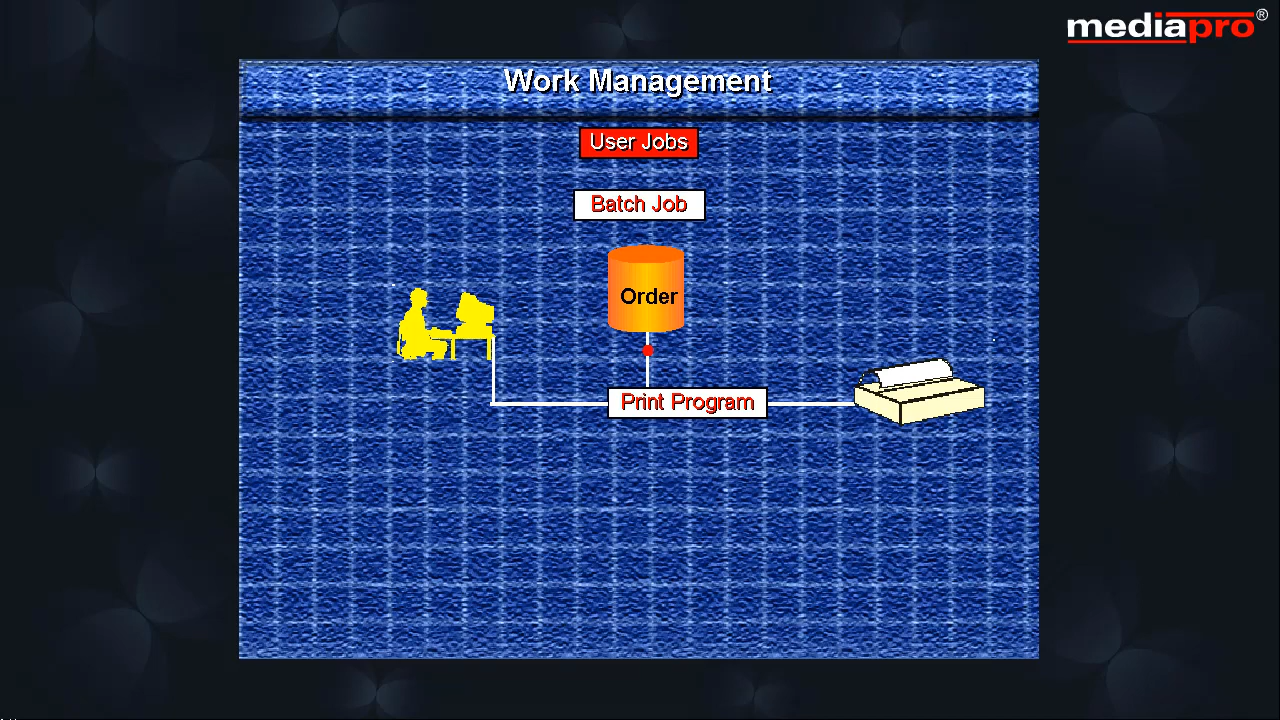 mediapro®
Work Management
User Jobs
Batch Job
Order
Print Program